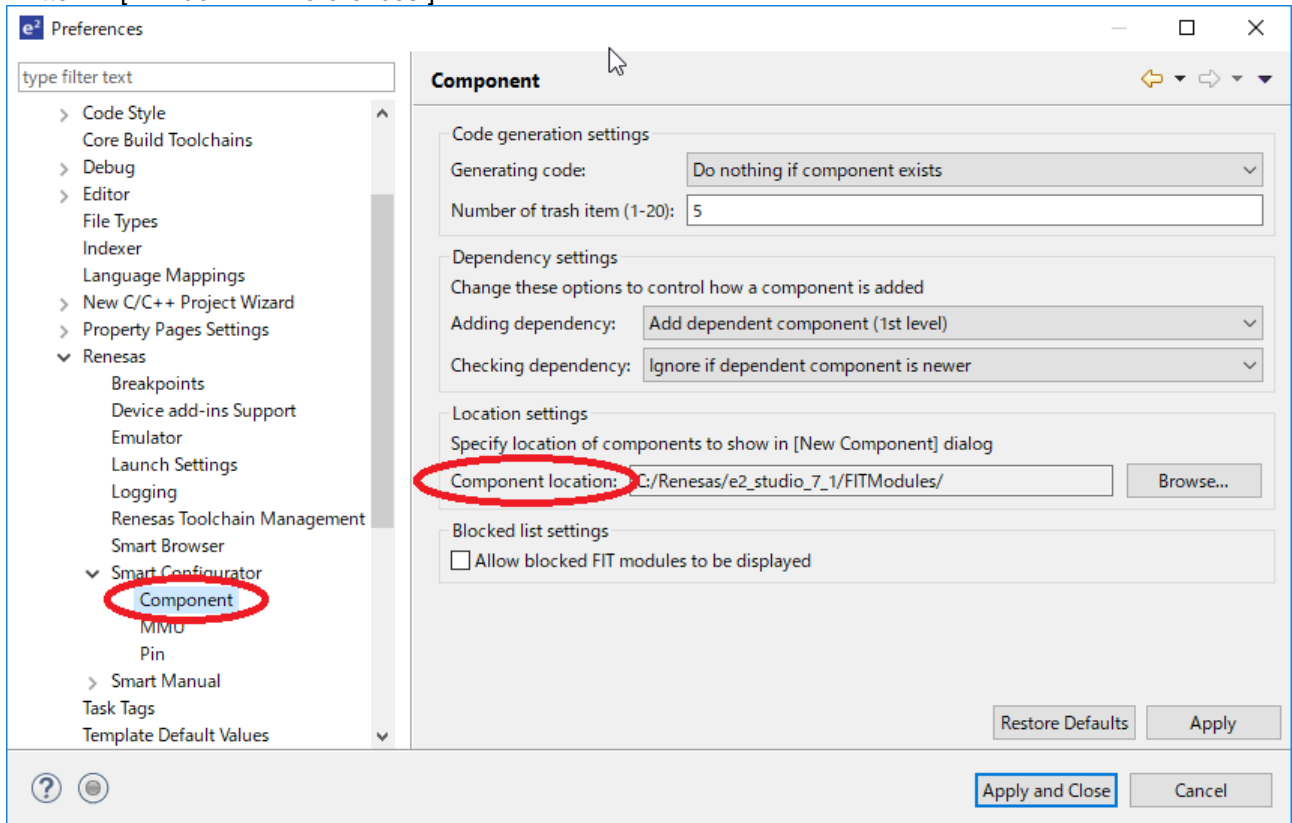 e² Preferences
type filter text
Code Style
Core Build Toolchains
Debug
Editor
File Types
Indexer
Language Mappings
New C/C++ Project Wizard
Property Pages Settings
Renesas
Breakpoints
Device add-ins Support
Emulator
Launch Settings
Logging
Renesas Toolchain Management
Smart Browser
Smart Configurator
Component
MMU
Pin
Smart Manual
Task Tags
Template Default Values
Component
Code generation settings
Generating code: Do nothing if component exists
Number of trash item (1-20): 5
Dependency settings
Change these options to control how a component is added
Adding dependency: Add dependent component (1st level)
Checking dependency: Ignore if dependent component is newer
Location settings
Specify location of components to show in [New Component] dialog
Component location: C:/Renesas/e2_studio_7_1/FITModules/ Browse...
Blocked list settings
Allow blocked FIT modules to be displayed
Restore Defaults Apply
Apply and Close Cancel